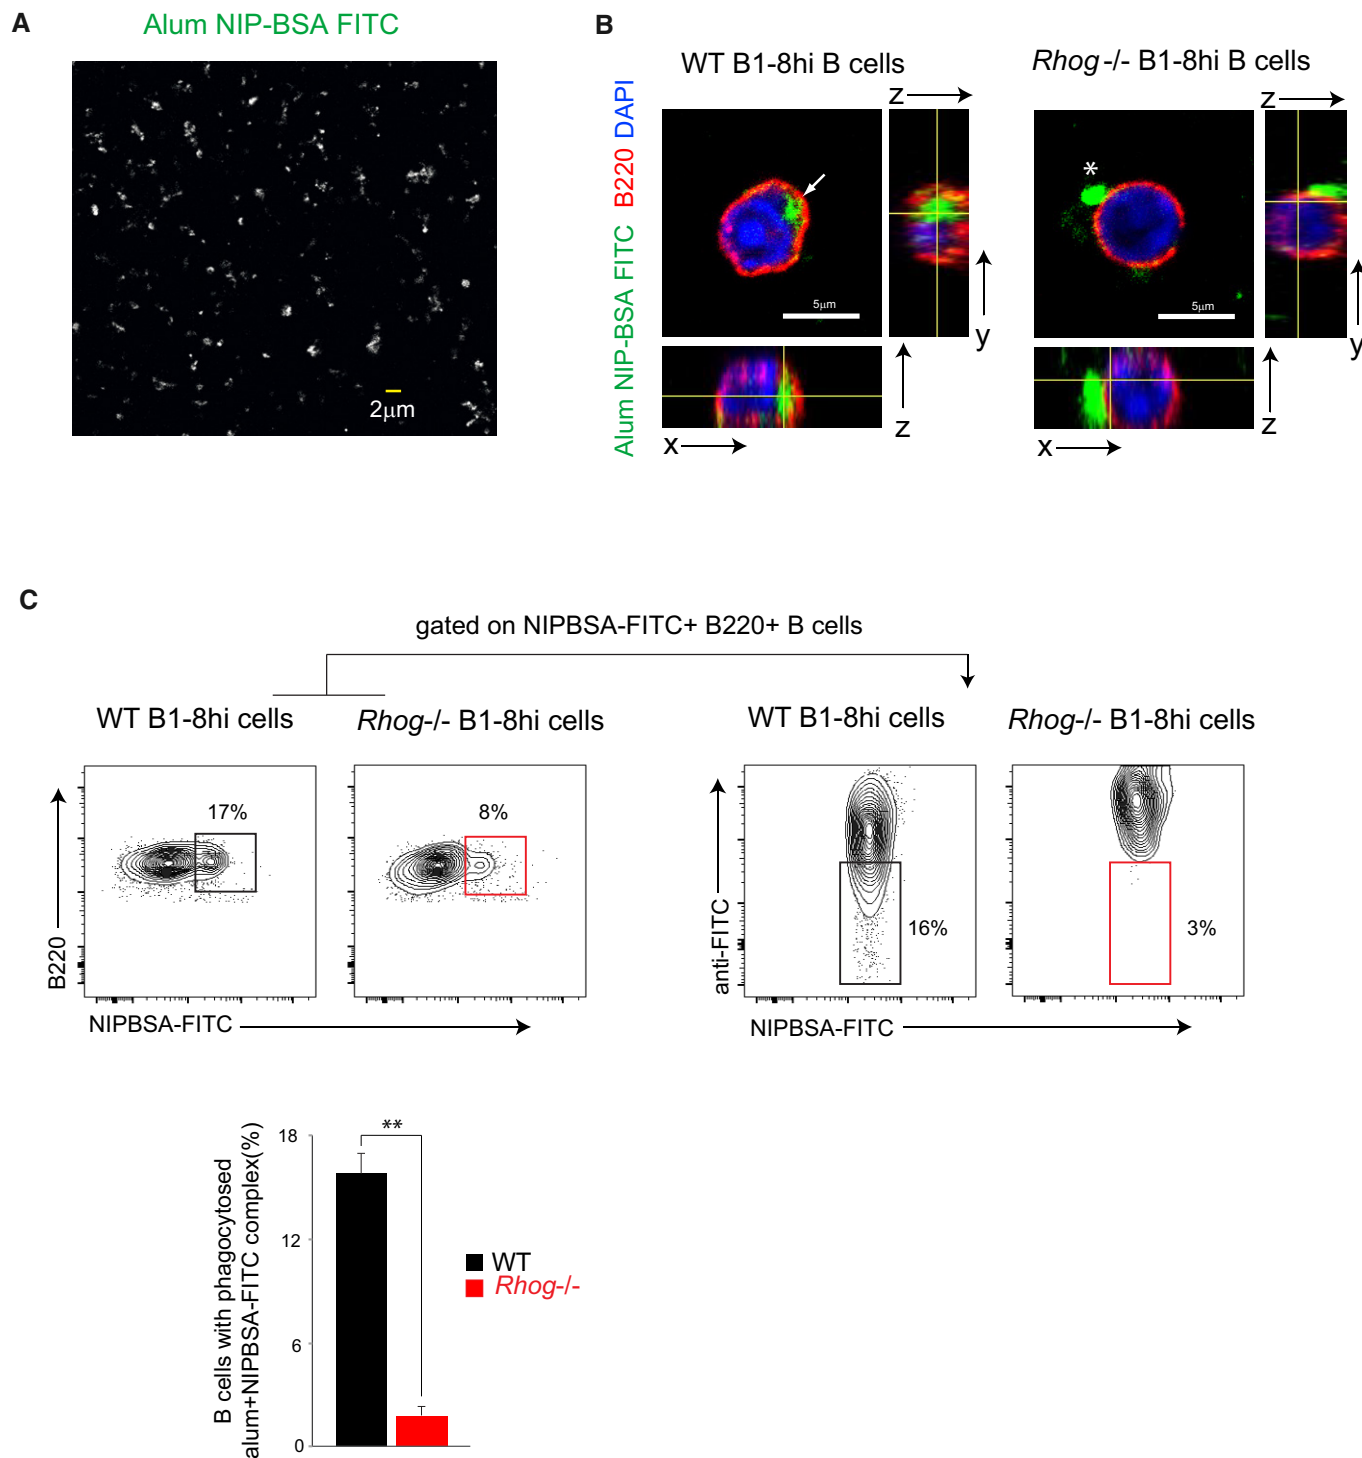 A
Alum NIP-BSA FITC
2µm
B
Alum NIP-BSA FITC B220 DAPI
WT B1-8hi B cells
Rhog -/- B1-8hi B cells
z
z
*
5µm
5µm
y
y
z
z
x
x
C
gated on NIPBSA-FITC+ B220+ B cells
WT B1-8hi cells
Rhog-/- B1-8hi cells
WT B1-8hi cells
Rhog-/- B1-8hi cells
17%
8%
16%
3%
B220
anti-FITC
NIPBSA-FITC
NIPBSA-FITC
B cells with phagocytosed
alum+NIPBSA-FITC complex(%)
18
12
6
0
**
WT
Rhog-/-